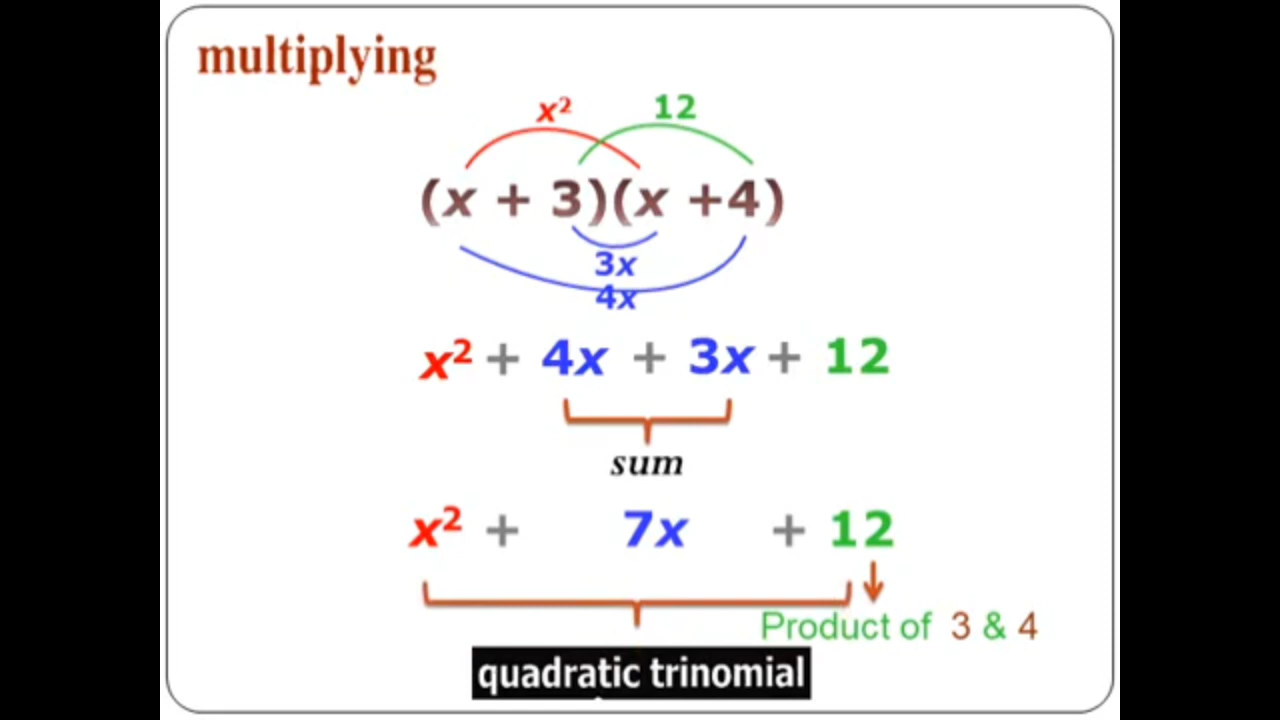 multiplying
x² 12
(x + 3)(x +4)
3x
4x
x² + 4x + 3x + 12
sum
x² + 7x + 12
Product of 3 & 4
quadratic trinomial